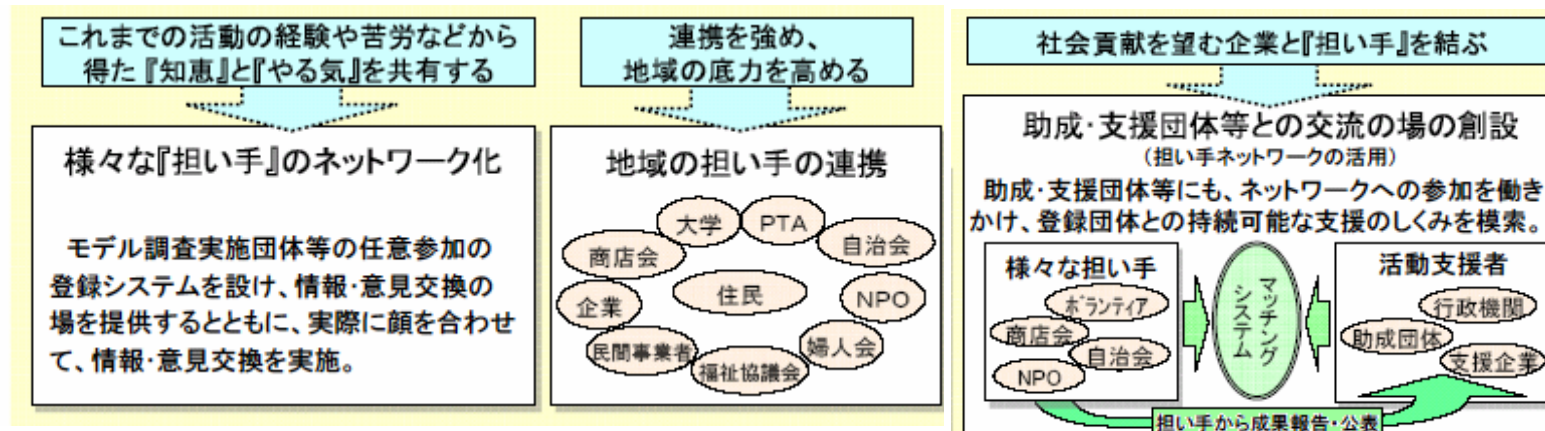 これまでの活動の経験や苦労などから
得た『知恵』と『やる気』を共有する
様々な『担い手』のネットワーク化
モデル調査実施団体等の任意参加の
登録システムを設け、情報・意見交換の
場を提供するとともに、実際に顔を合わせ
て、情報・意見交換を実施。
連携を強め、
地域の底力を高める
地域の担い手の連携
大学
PTA
商店会
自治会
住民
企業
NPO
民間事業者
婦人会
福祉協議会
社会貢献を望む企業と『担い手』を結ぶ
助成・支援団体等との交流の場の創設
(担い手ネットワークの活用)
助成・支援団体等にも、ネットワークへの参加を働き
かけ、登録団体との持続可能な支援のしくみを模索。
様々な担い手
ボランティア
商店会
自治会
NPO
マッチング
システム
活動支援者
行政機関
助成団体
支援企業
担い手から成果報告・公表